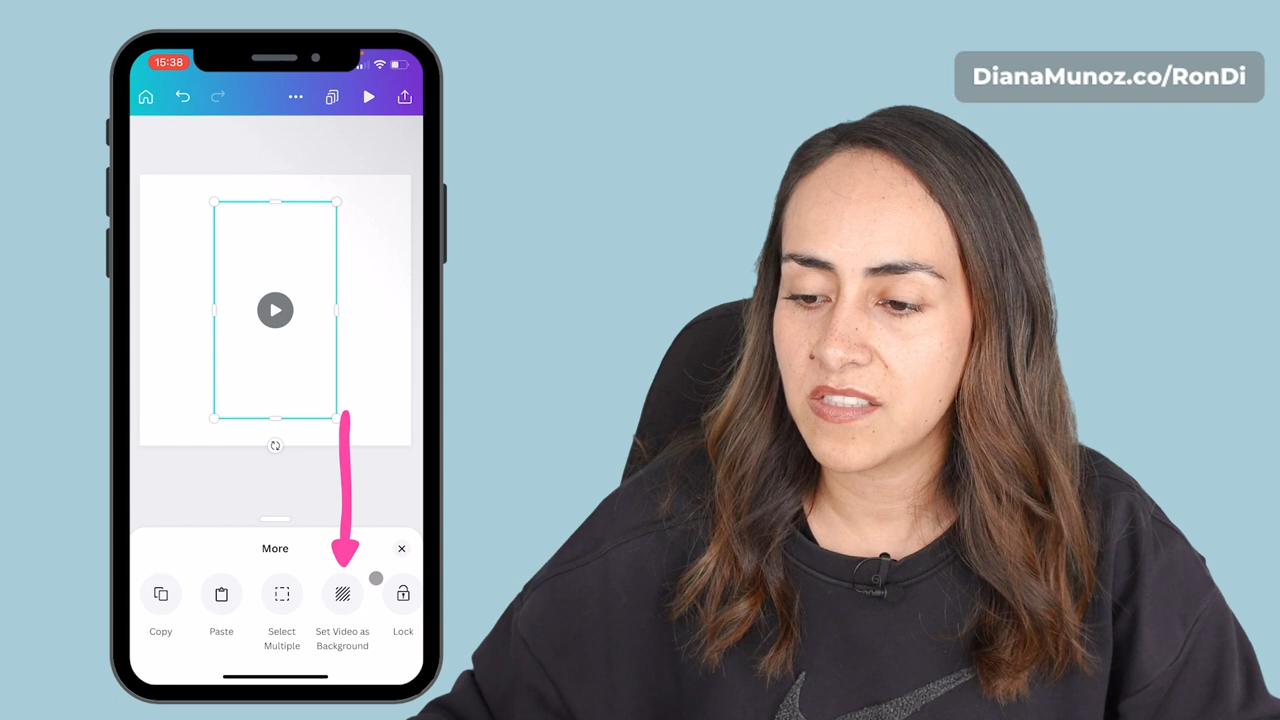 15:38
DianaMunoz.co/RonDi
More
Copy
Paste
Select
Multiple
Set Video as
Background
Lock